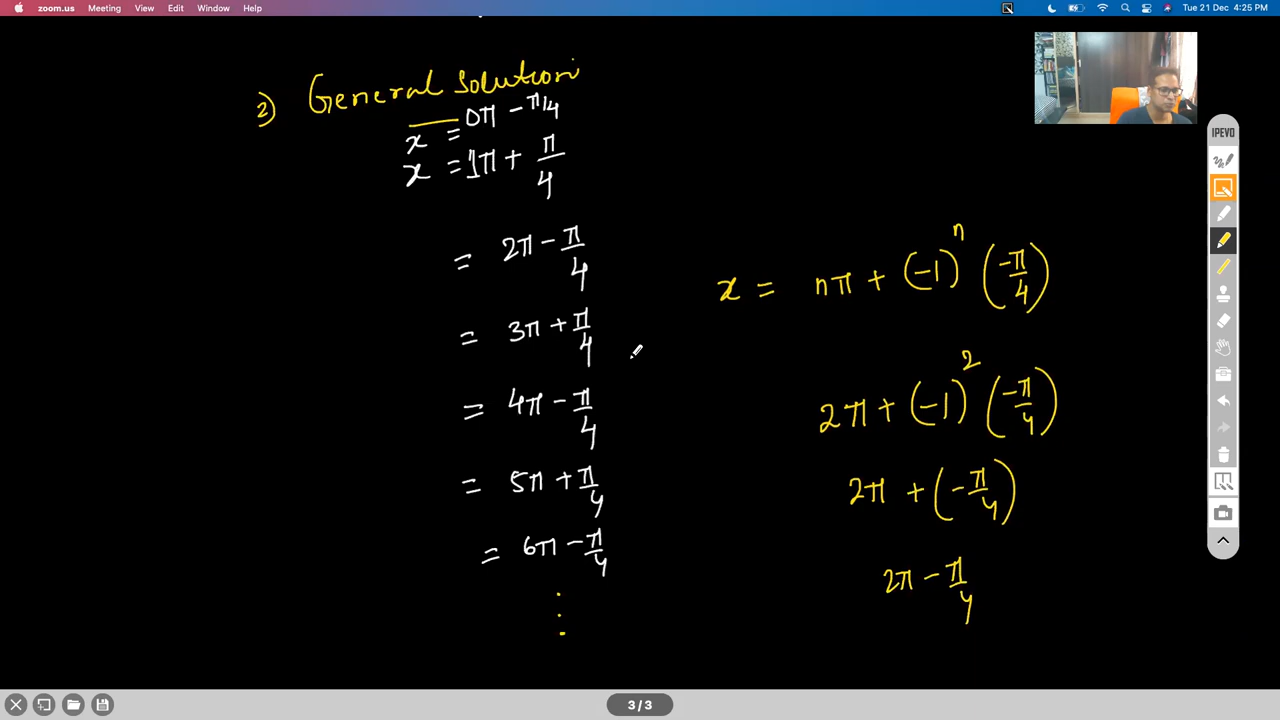 zoom.us Meeting View Edit Window Help
Tue 21 Dec 4:25 PM
2) General Solution
x = 0π - π/4
x = 1π + π/4
= 2π - π/4
= 3π + π/4
= 4π - π/4
= 5π + π/4
= 6π - π/4
⋮
x = nπ + (-1)^n (-π/4)
2π + (-1)^2 (-π/4)
2π + (-π/4)
2π - π/4
IPEVO
3 / 3